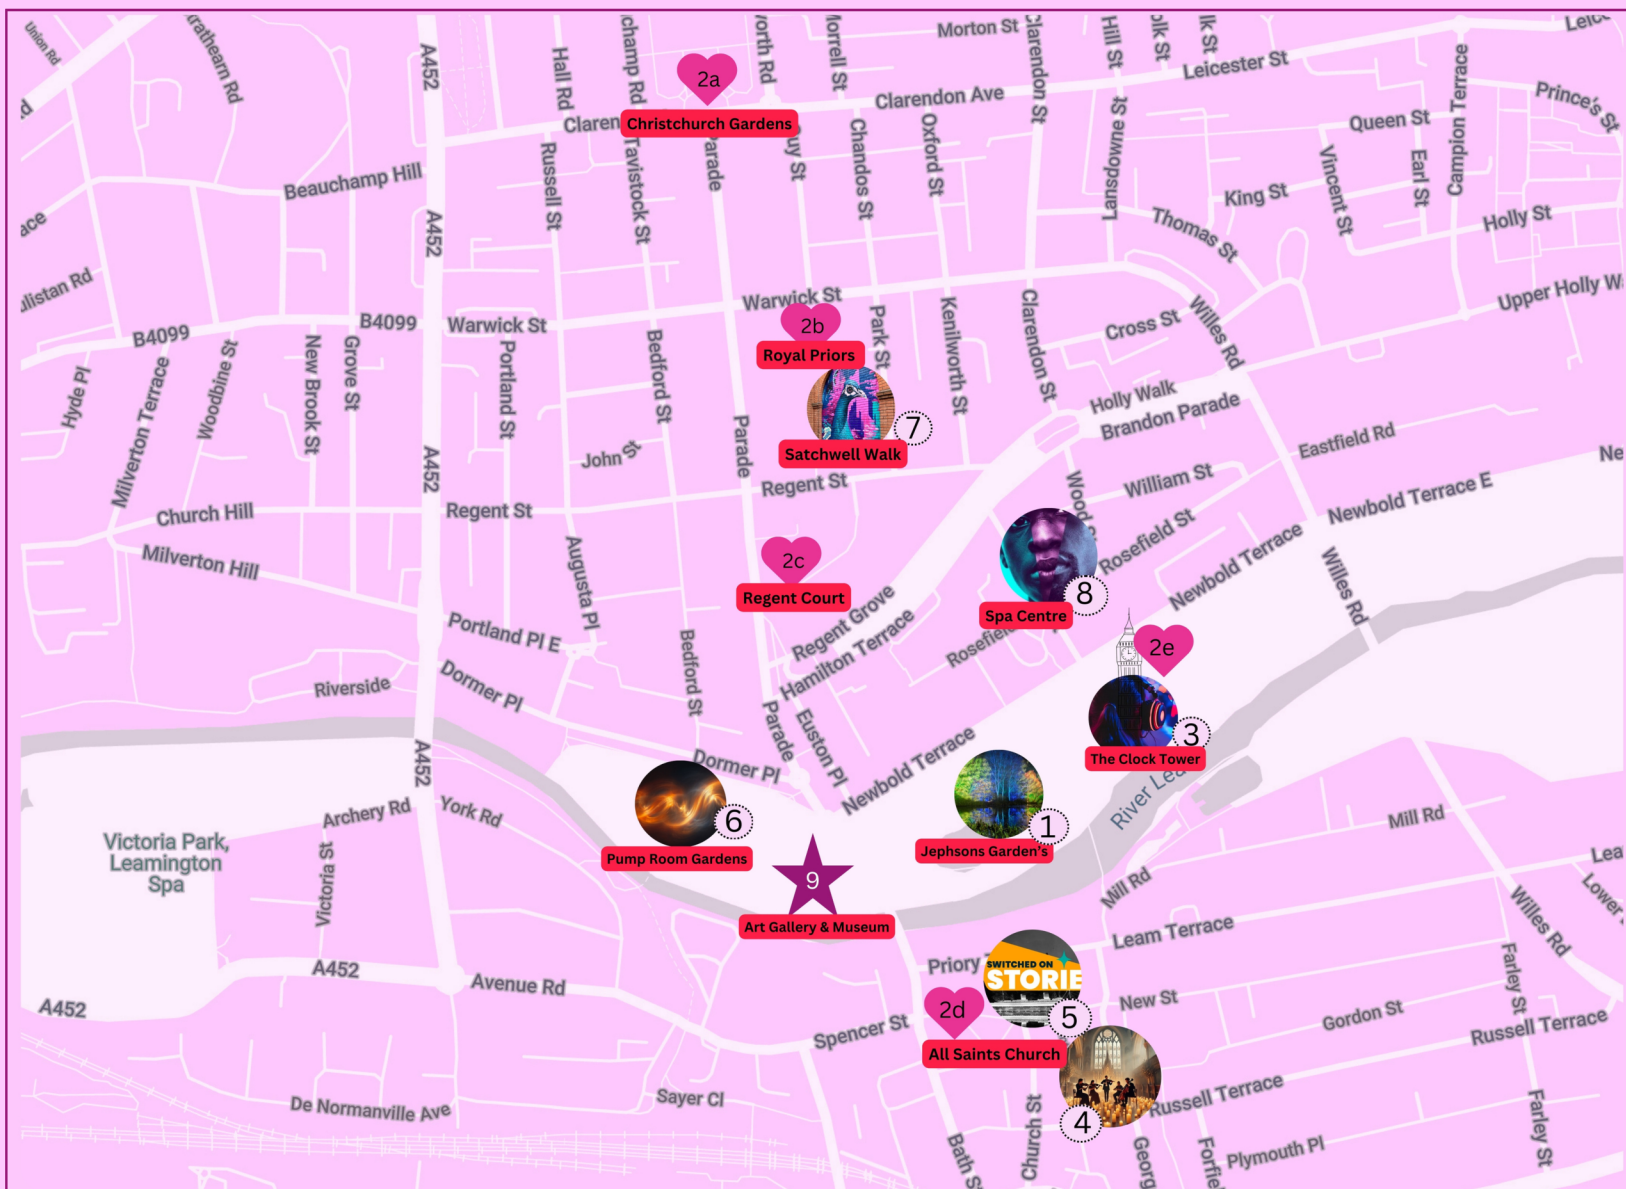 Union Rd
A452
Hall Rd
Morton St
Clarendon St
Hill St
Leicester St
Campion Terrace
Prince's St
2a
Christchurch Gardens
Clarendon Ave
Queen St
Parade
Russell St
Tavistock St
Chandos St
Oxford St
Lansdowne St
Vincent St
Earl St
Beauchamp Hill
A452
King St
Thomas St
Holly St
Upper Holly
B4099
B4099
Warwick St
Warwick St
2b
Royal Priors
Park St
Kenilworth St
Clarendon St
Cross St
Willes Rd
Hyde Pl
Milverton Terrace
Woodbine St
New Brook St
Grove St
Portland St
Bedford St
Holly Walk
Brandon Parade
7
Satchwell Walk
Parade
John St
Eastfield Rd
A452
Regent St
Regent St
William St
Newbold Terrace E
Church Hill
Milverton Hill
Augusta Pl
2c
Regent Court
Rosefield St
Newbold Terrace
Willes Rd
8
Spa Centre
Regent Grove
Hamilton Terrace
Portland Pl E
Bedford St
2e
Riverside
Dormer Pl
Parade
Euston Pl
3
The Clock Tower
A452
Dormer Pl
Newbold Terrace
6
Pump Room Gardens
1
Jephsons Garden's
Archery Rd
York Rd
Mill Rd
Victoria Park,
Leamington
Spa
Victoria St
9
Art Gallery & Museum
Mill Rd
Willes Rd
Leam Terrace
A452
A452
Avenue Rd
Priory
SWITCHED ON
STORIE
5
New St
Farley St
Gordon St
Russell Terrace
2d
All Saints Church
Spencer St
De Normanville Ave
Sayer Cl
4
Russell Terrace
Church St
Farley St
Plymouth Pl